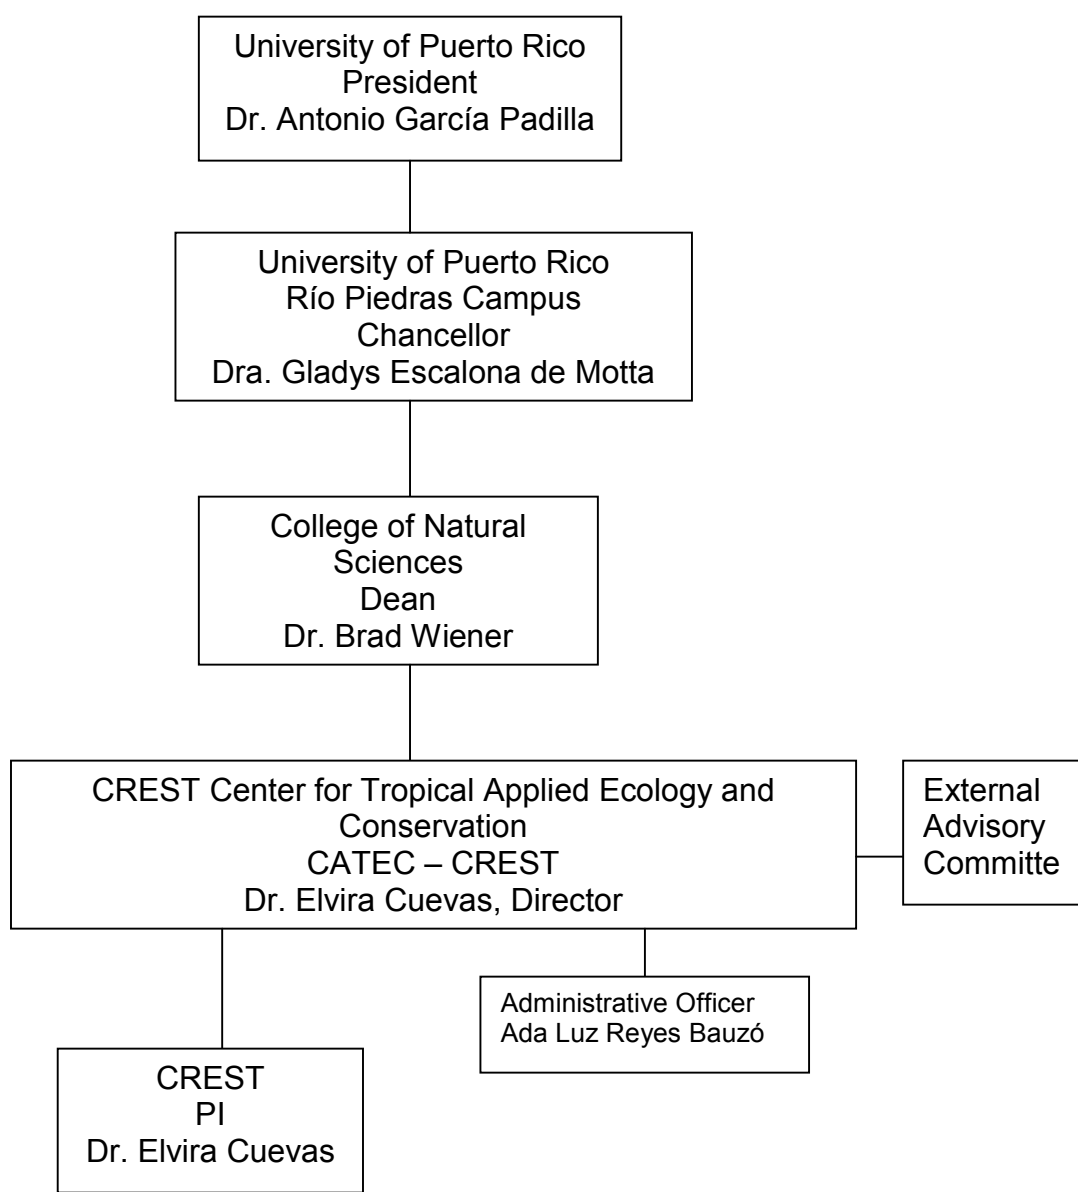 University of Puerto Rico
President
Dr. Antonio García Padilla
University of Puerto Rico
Río Piedras Campus
Chancellor
Dra. Gladys Escalona de Motta
College of Natural
Sciences
Dean
Dr. Brad Wiener
CREST Center for Tropical Applied Ecology and
Conservation
CATEC – CREST
Dr. Elvira Cuevas, Director
External
Advisory
Committe
Administrative Officer
Ada Luz Reyes Bauzó
CREST
PI
Dr. Elvira Cuevas